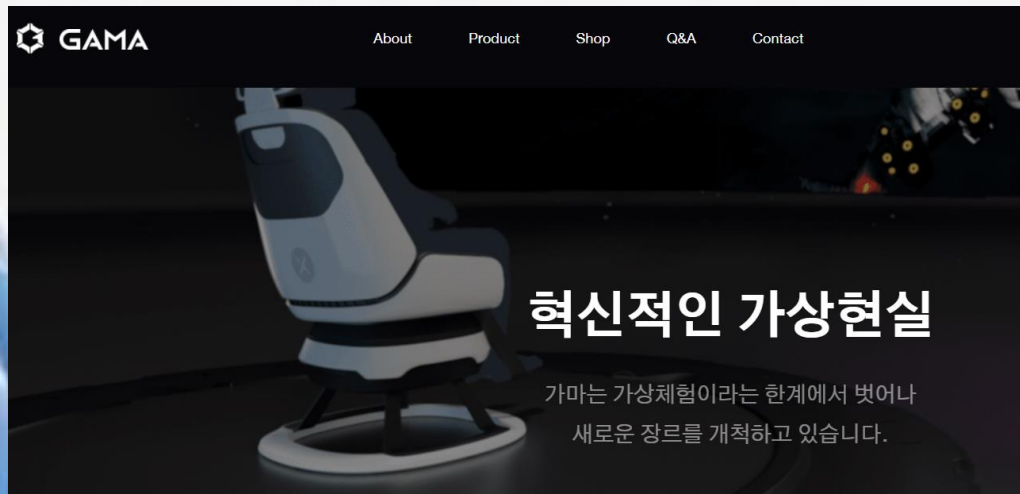 GAMA
About Product Shop Q&A Contact
혁신적인 가상현실
가마는 가상체험이라는 한계에서 벗어나
새로운 장르를 개척하고 있습니다.